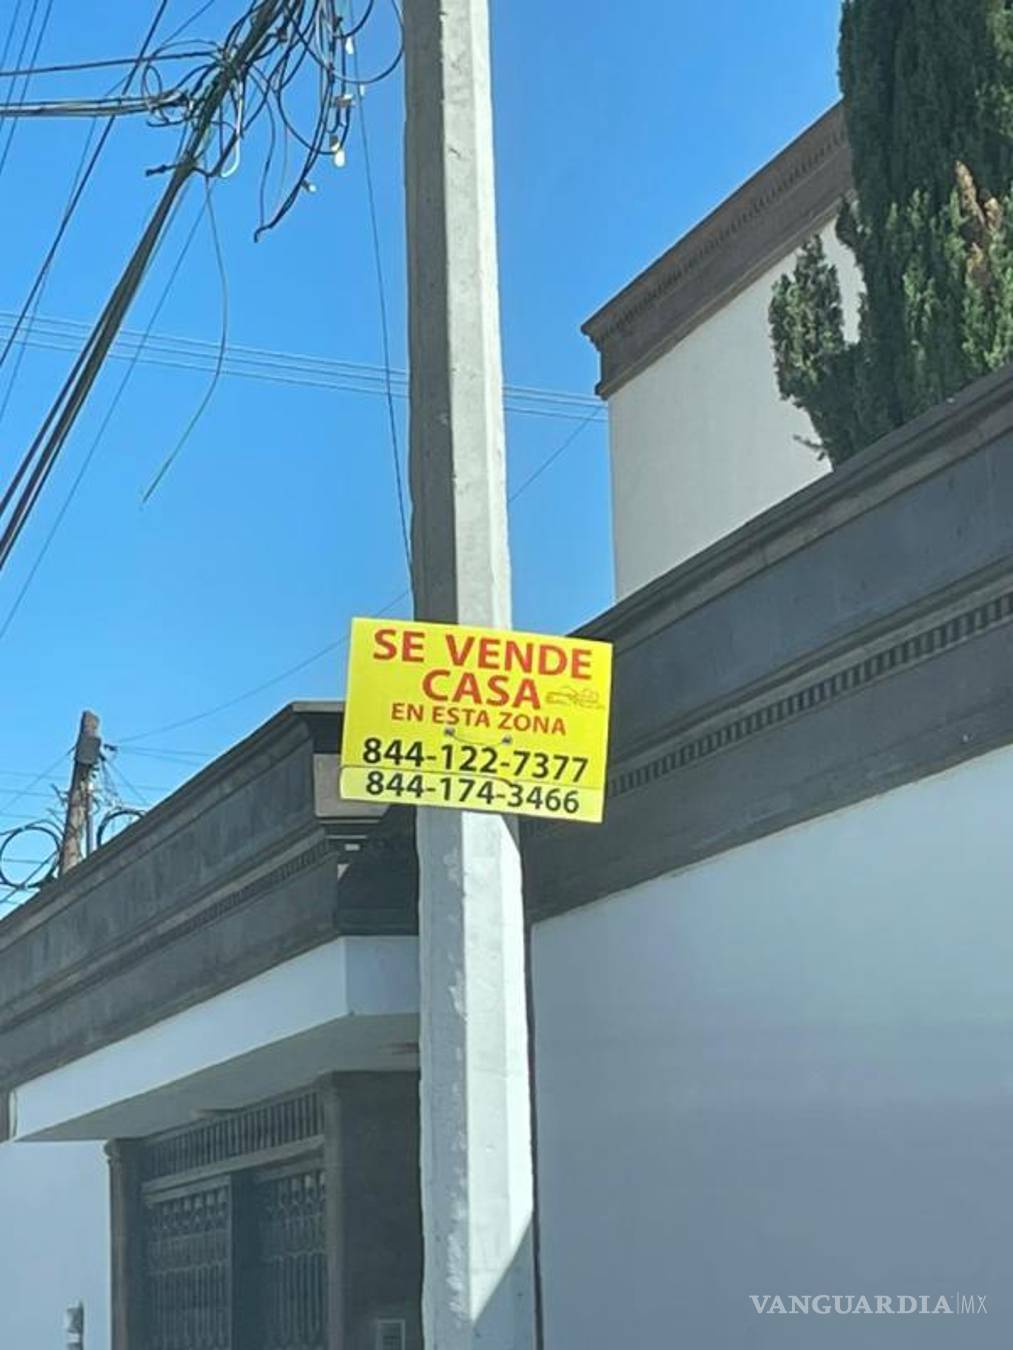 SE VENDE
CASA
EN ESTA ZONA
844-122-7377
844-174-3466
VANGUARDIA|MX